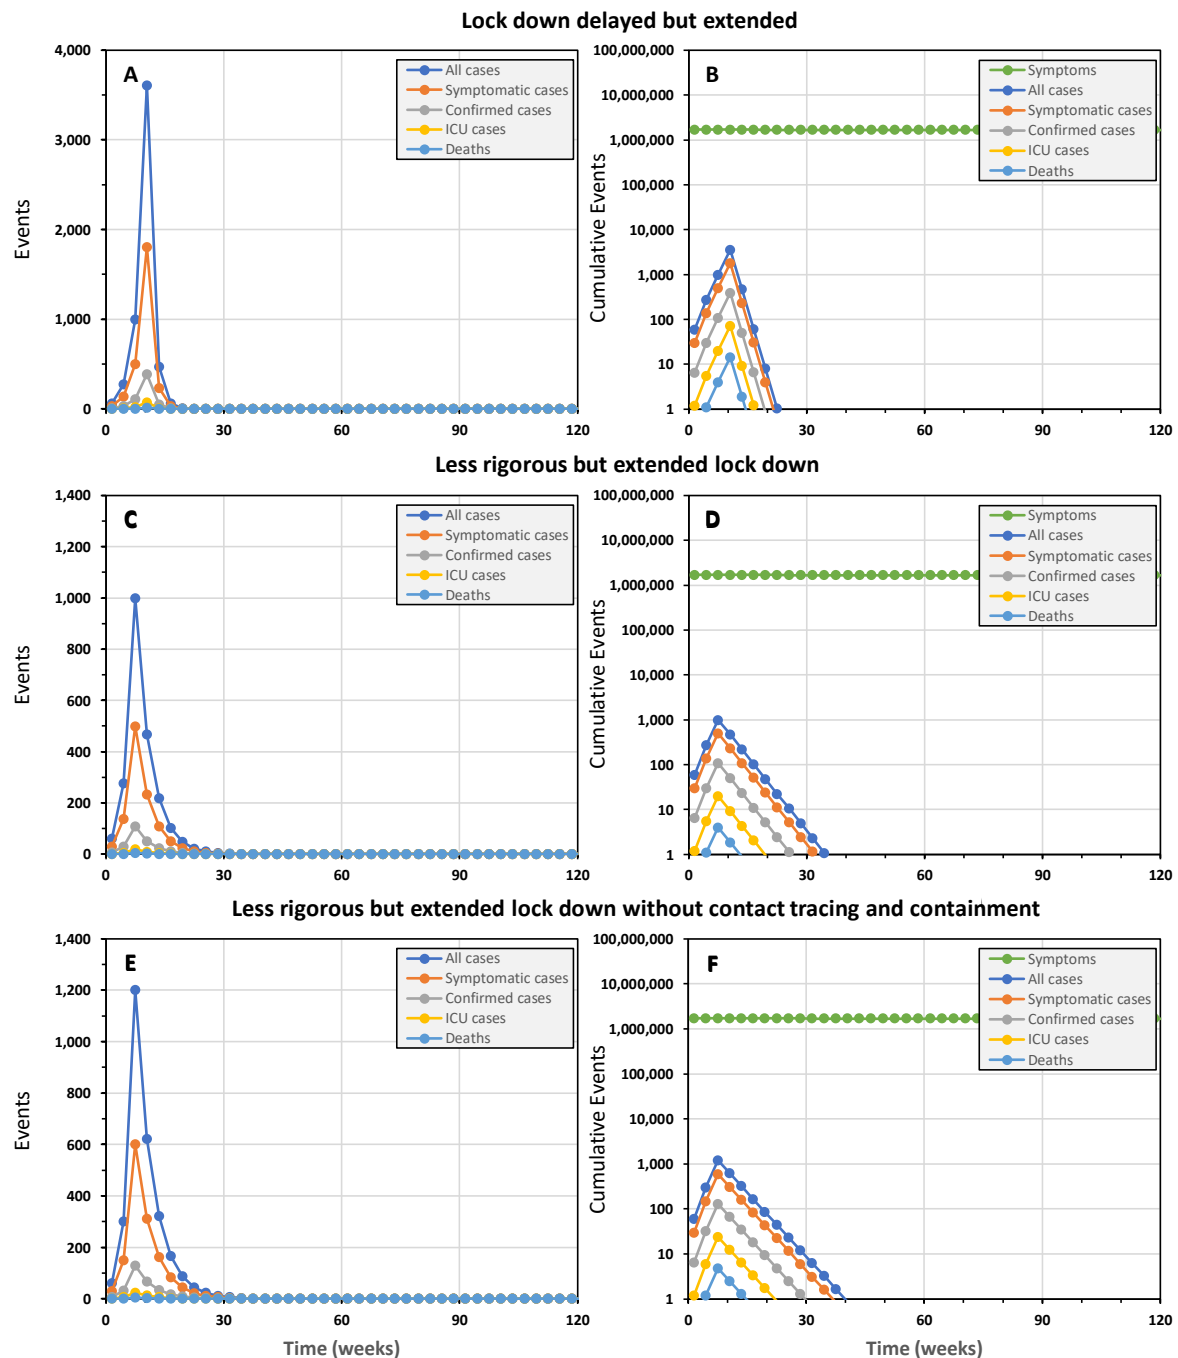 Lock down delayed but extended
A
4,000
3,000
2,000
1,000
0
0
30
60
90
120
Events
All cases
Symptomatic cases
Confirmed cases
ICU cases
Deaths
B
100,000,000
10,000,000
1,000,000
100,000
10,000
1,000
100
10
1
0
30
60
90
120
Cumulative Events
Symptoms
All cases
Symptomatic cases
Confirmed cases
ICU cases
Deaths
Less rigorous but extended lock down
C
1,400
1,200
1,000
800
600
400
200
0
0
30
60
90
120
Events
All cases
Symptomatic cases
Confirmed cases
ICU cases
Deaths
D
100,000,000
10,000,000
1,000,000
100,000
10,000
1,000
100
10
1
0
30
60
90
120
Cumulative Events
Symptoms
All cases
Symptomatic cases
Confirmed cases
ICU cases
Deaths
Less rigorous but extended lock down without contact tracing and containment
E
1,400
1,200
1,000
800
600
400
200
0
0
30
60
90
120
Events
Time (weeks)
All cases
Symptomatic cases
Confirmed cases
ICU cases
Deaths
F
100,000,000
10,000,000
1,000,000
100,000
10,000
1,000
100
10
1
0
30
60
90
120
Cumulative Events
Time (weeks)
Symptoms
All cases
Symptomatic cases
Confirmed cases
ICU cases
Deaths